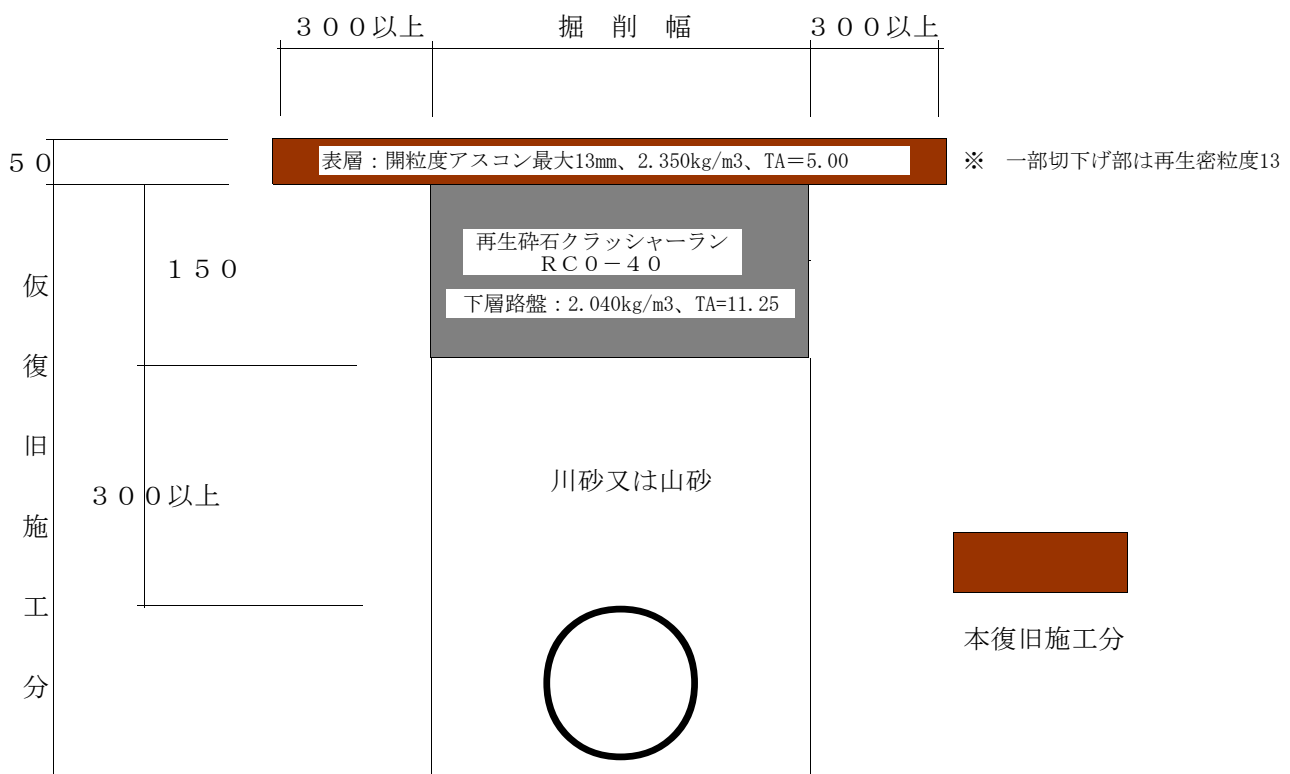 ３００以上　掘　削　幅　３００以上
５０
表層：開粒度アスコン最大13mm、2.350kg/m3、TA＝5.00
※　一部切下げ部は再生密粒度13
再生砕石クラッシャーラン
ＲＣ０－４０
１５０
下層路盤：2.040kg/m3、TA=11.25
川砂又は山砂
３００以上
仮復旧施工分
本復旧施工分